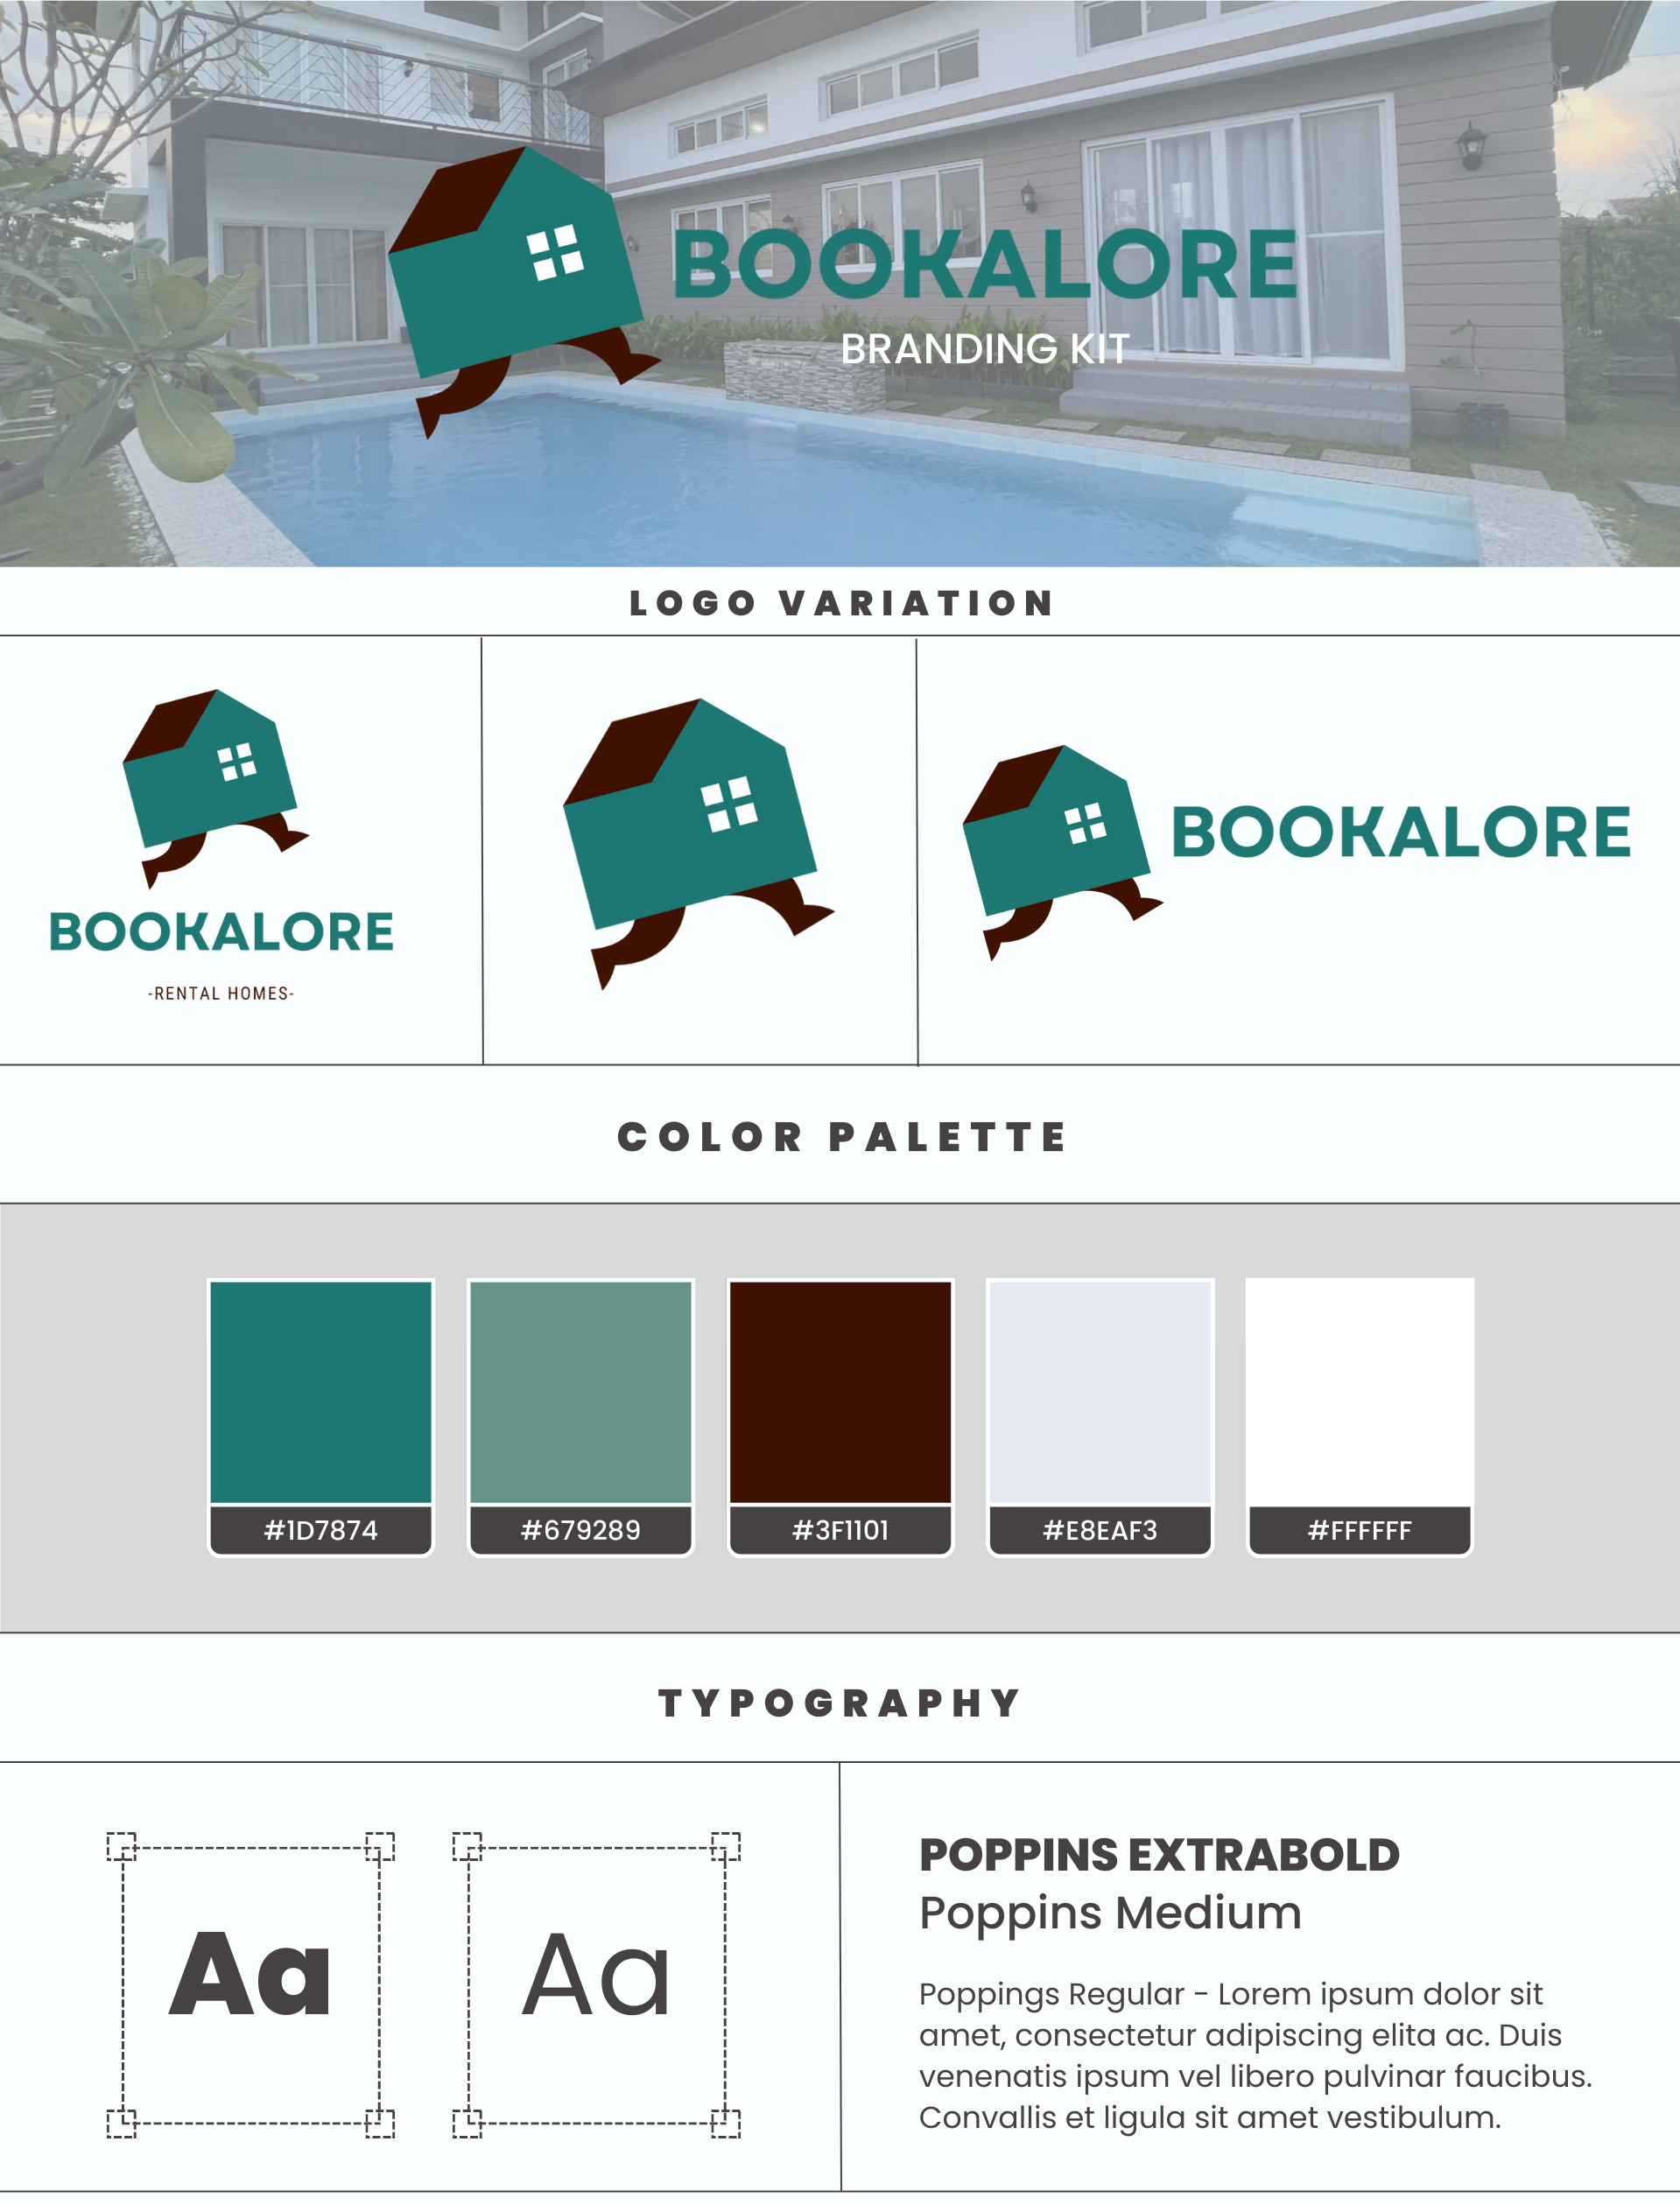 BOOKALORE
BRANDING KIT
LOGO VARIATION
BOOKALORE
-RENTAL HOMES-
BOOKALORE
COLOR PALETTE
#1D7874
#679289
#3F1101
#E8EAF3
#FFFFFF
TYPOGRAPHY
Aa
Aa
POPPINS EXTRABOLD
Poppins Medium
Poppings Regular - Lorem ipsum dolor sit
amet, consectetur adipiscing elita ac. Duis
venenatis ipsum vel libero pulvinar faucibus.
Convallis et ligula sit amet vestibulum.